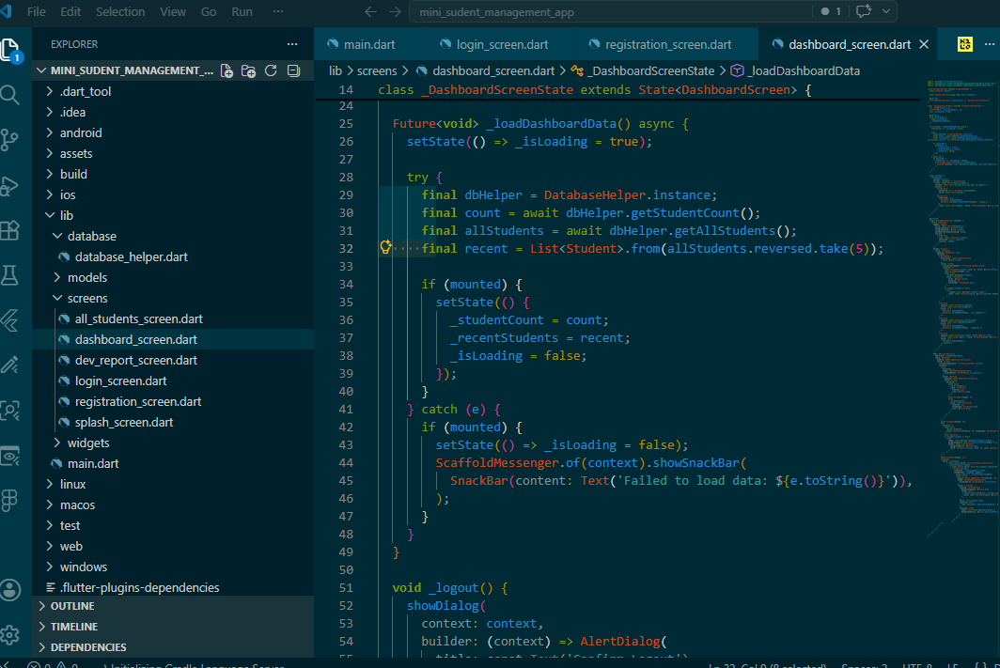 File Edit Selection View Go Run ··· mini_sudent_management_app 1
EXPLORER ···
MINI_SUDENT_MANAGEMENT_...
.dart_tool
.idea
android
assets
build
ios
lib
database
database_helper.dart
models
screens
all_students_screen.dart
dashboard_screen.dart
dev_report_screen.dart
login_screen.dart
registration_screen.dart
splash_screen.dart
widgets
main.dart
linux
macos
test
web
windows
.flutter-plugins-dependencies
OUTLINE
TIMELINE
DEPENDENCIES
1
main.dart login_screen.dart registration_screen.dart dashboard_screen.dart
lib > screens > dashboard_screen.dart > _DashboardScreenState > _loadDashboardData
14 class _DashboardScreenState extends State<DashboardScreen> {
24
25 Future<void> _loadDashboardData() async {
26 setState(() => _isLoading = true);
27
28 try {
29 final dbHelper = DatabaseHelper.instance;
30 final count = await dbHelper.getStudentCount();
31 final allStudents = await dbHelper.getAllStudents();
32 final recent = List<Student>.from(allStudents.reversed.take(5));
33
34 if (mounted) {
35 setState(() {
36 _studentCount = count;
37 _recentStudents = recent;
38 _isLoading = false;
39 });
40 }
41 } catch (e) {
42 if (mounted) {
43 setState(() => _isLoading = false);
44 ScaffoldMessenger.of(context).showSnackBar(
45 SnackBar(content: Text('Failed to load data: ${e.toString()}')),
46 );
47 }
48 }
49 }
50
51 void _logout() {
52 showDialog(
53 context: context,
54 builder: (context) => AlertDialog(